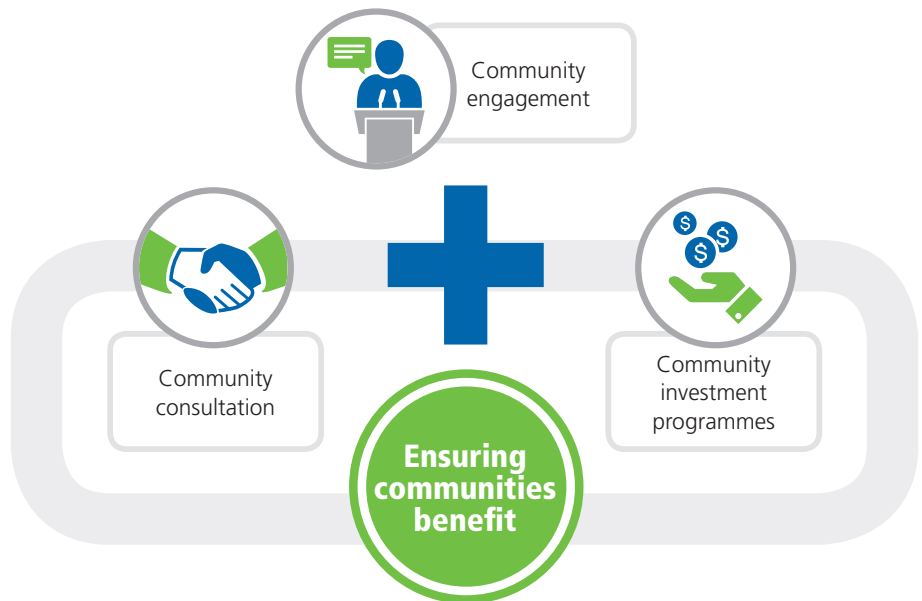 Community
engagement
$
$
$
Community
consultation
Community
investment
programmes
Ensuring
communities
benefit